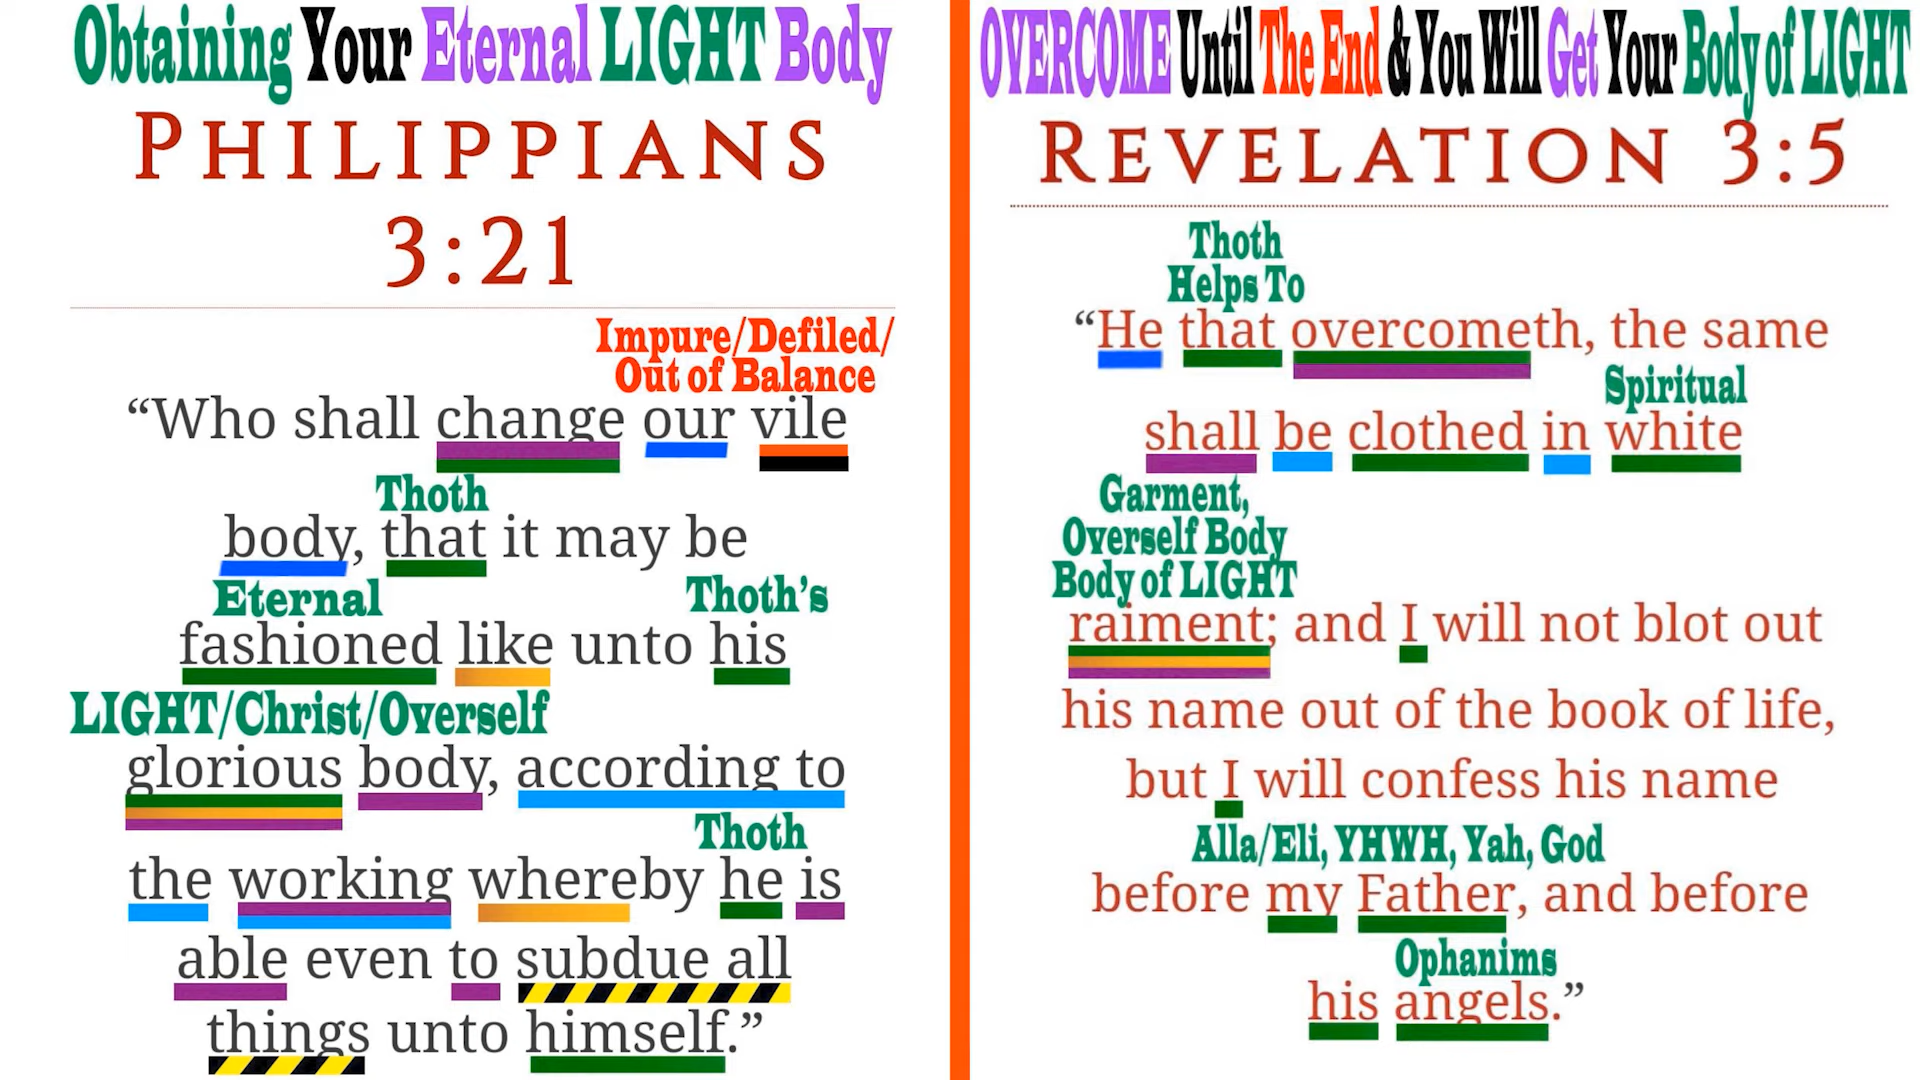 Obtaining Your Eternal LIGHT Body
PHILIPPIANS
3:21
Impure/Defiled/
Out of Balance
“Who shall change our vile
Thoth
body, that it may be
Eternal Thoth’s
fashioned like unto his
LIGHT/Christ/Overself
glorious body, according to
Thoth
the working whereby he is
able even to subdue all
things unto himself.”
OVERCOME Until The End & You Will Get Your Body of LIGHT
REVELATION 3:5
Thoth
Helps To
“He that overcometh, the same
Spiritual
shall be clothed in white
Garment,
Overself Body
Body of LIGHT
raiment; and I will not blot out
his name out of the book of life,
but I will confess his name
Alla/Eli, YHWH, Yah, God
before my Father, and before
Ophanims
his angels.”